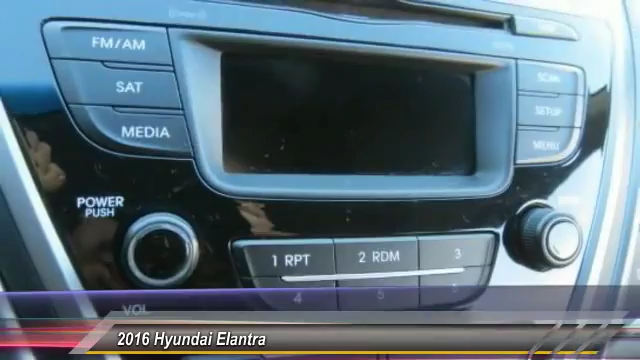 FM/AM
SAT
MEDIA
SCAN
SETUP
MENU
POWER
PUSH
1 RPT
2 RDM
3
4
5
VOL
2016 Hyundai Elantra